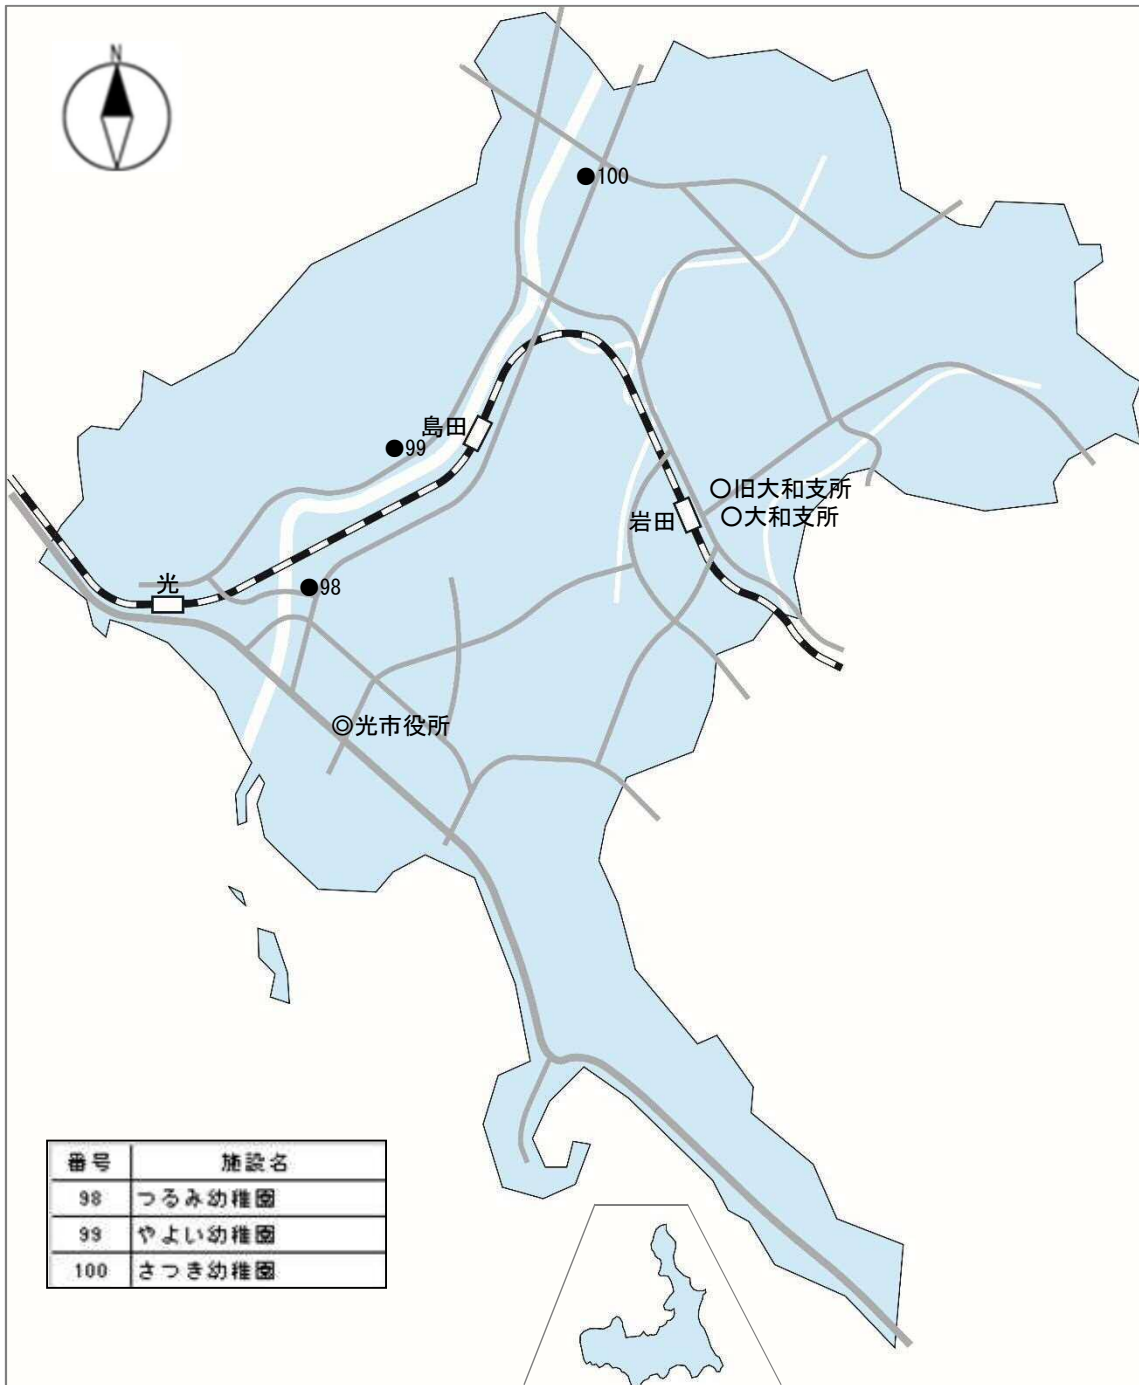 N
●100
島田
●99
○旧大和支所
岩田
○大和支所
光
●98
◎光市役所
番号 施設名
98 つるみ幼稚園
99 やよい幼稚園
100 さつき幼稚園